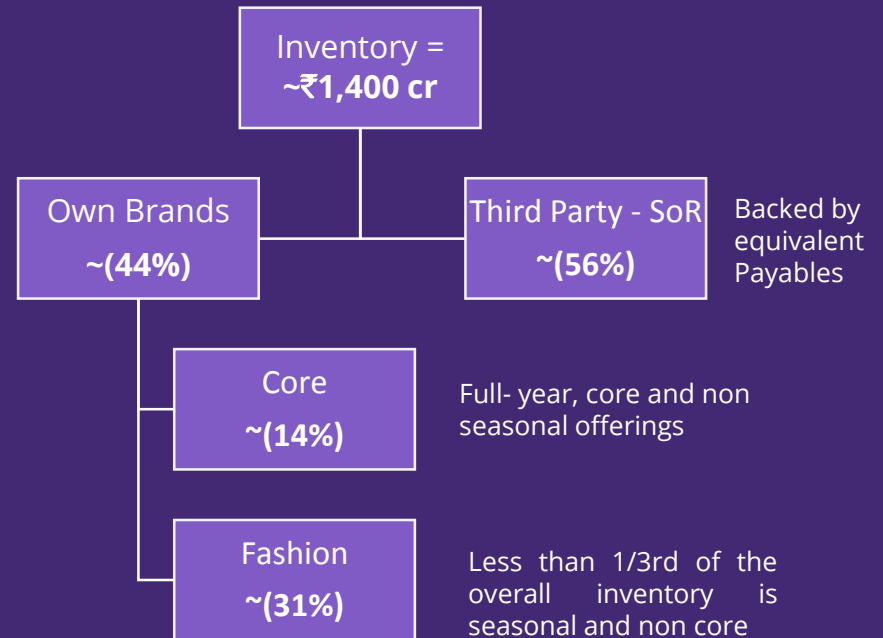 Inventory =
~₹1,400 cr
Own Brands
~(44%)
Third Party - SoR
~(56%)
Backed by
equivalent
Payables
Core
~(14%)
Full- year, core and non
seasonal offerings
Fashion
~(31%)
Less than 1/3rd of the
overall inventory is
seasonal and non core